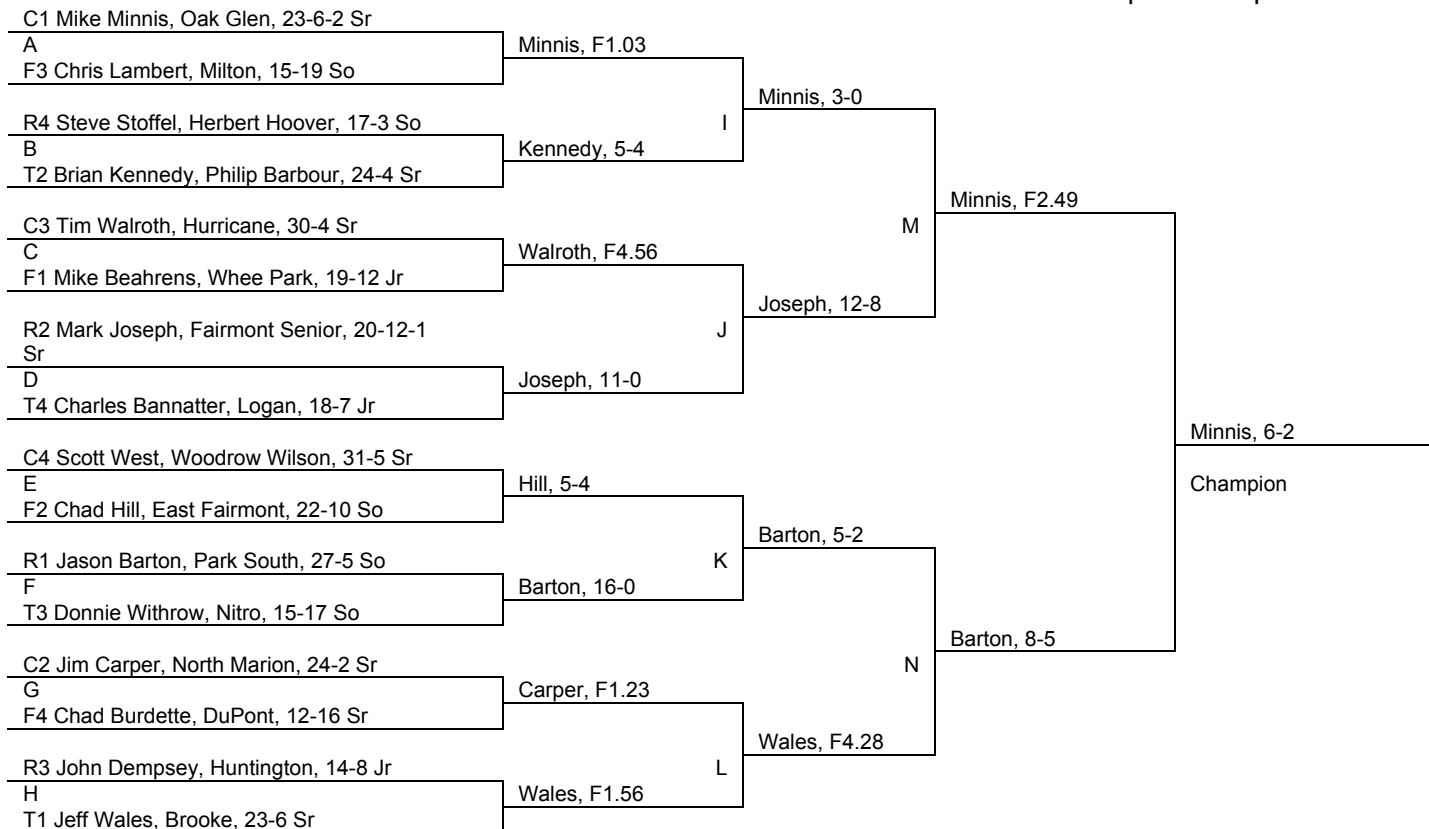 C1 Mike Minnis, Oak Glen, 23-6-2 Sr
A
F3 Chris Lambert, Milton, 15-19 So
Minnis, F1.03
R4 Steve Stoffel, Herbert Hoover, 17-3 So
B
T2 Brian Kennedy, Philip Barbour, 24-4 Sr
Kennedy, 5-4
I
Minnis, 3-0
C3 Tim Walroth, Hurricane, 30-4 Sr
C
F1 Mike Beahrens, Whee Park, 19-12 Jr
Walroth, F4.56
R2 Mark Joseph, Fairmont Senior, 20-12-1
Sr
D
T4 Charles Bannatter, Logan, 18-7 Jr
Joseph, 11-0
J
Joseph, 12-8
M
Minnis, F2.49
C4 Scott West, Woodrow Wilson, 31-5 Sr
E
F2 Chad Hill, East Fairmont, 22-10 So
Hill, 5-4
R1 Jason Barton, Park South, 27-5 So
F
T3 Donnie Withrow, Nitro, 15-17 So
Barton, 16-0
K
Barton, 5-2
C2 Jim Carper, North Marion, 24-2 Sr
G
F4 Chad Burdette, DuPont, 12-16 Sr
Carper, F1.23
R3 John Dempsey, Huntington, 14-8 Jr
H
T1 Jeff Wales, Brooke, 23-6 Sr
Wales, F1.56
L
Wales, F4.28
N
Barton, 8-5
Minnis, 6-2
Champion